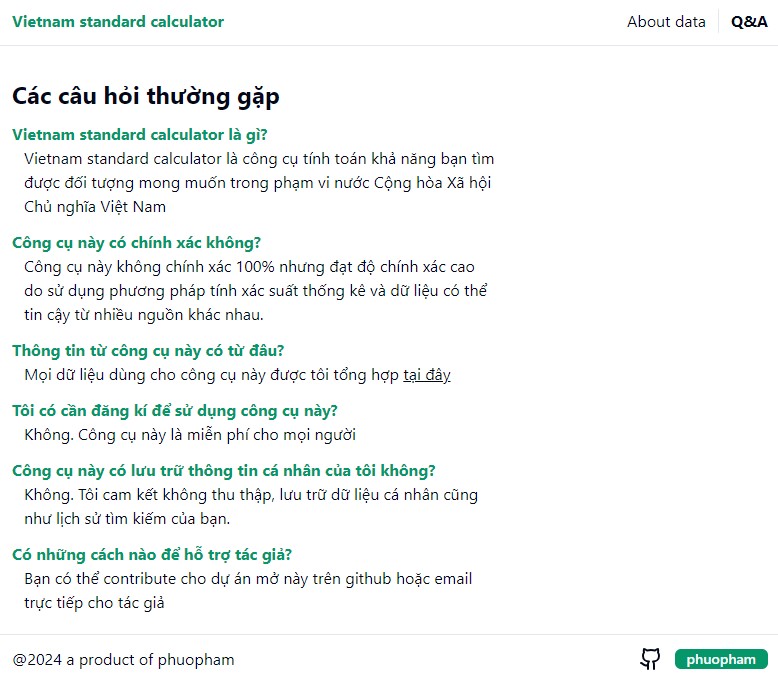 Vietnam standard calculator
About data
Q&A
Các câu hỏi thường gặp
Vietnam standard calculator là gì?
Vietnam standard calculator là công cụ tính toán khả năng bạn tìm
được đối tượng mong muốn trong phạm vi nước Cộng hòa Xã hội
Chủ nghĩa Việt Nam
Công cụ này có chính xác không?
Công cụ này không chính xác 100% nhưng đạt độ chính xác cao
do sử dụng phương pháp tính xác suất thống kê và dữ liệu có thể
tin cậy từ nhiều nguồn khác nhau.
Thông tin từ công cụ này có từ đâu?
Mọi dữ liệu dùng cho công cụ này được tôi tổng hợp tại đây
Tôi có cần đăng kí để sử dụng công cụ này?
Không. Công cụ này là miễn phí cho mọi người
Công cụ này có lưu trữ thông tin cá nhân của tôi không?
Không. Tôi cam kết không thu thập, lưu trữ dữ liệu cá nhân cũng
như lịch sử tìm kiếm của bạn.
Có những cách nào để hỗ trợ tác giả?
Bạn có thể contribute cho dự án mở này trên github hoặc email
trực tiếp cho tác giả
@2024 a product of phuopham
phuopham